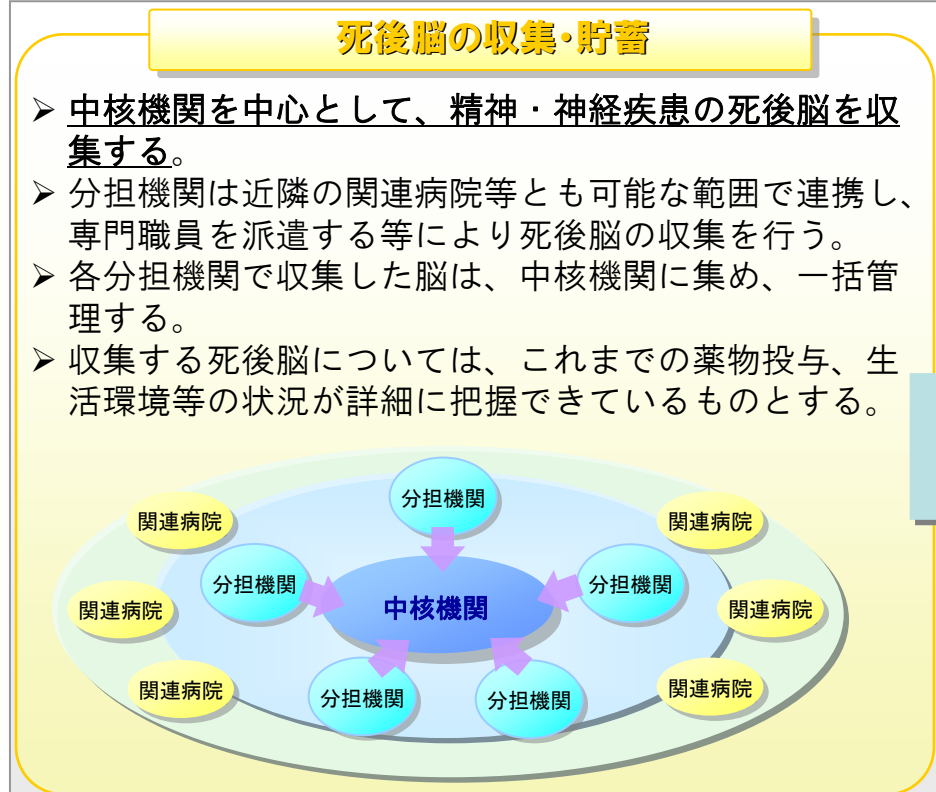 死後脳の収集・貯蓄
➢ 中核機関を中心として、精神・神経疾患の死後脳を収
集する。
➢ 分担機関は近隣の関連病院等とも可能な範囲で連携し、
専門職員を派遣する等により死後脳の収集を行う。
➢ 各分担機関で収集した脳は、中核機関に集め、一括管
理する。
➢ 収集する死後脳については、これまでの薬物投与、生
活環境等の状況が詳細に把握できているものとする。
分担機関
関連病院
関連病院
分担機関
分担機関
関連病院
中核機関
関連病院
関連病院
分担機関
分担機関
関連病院